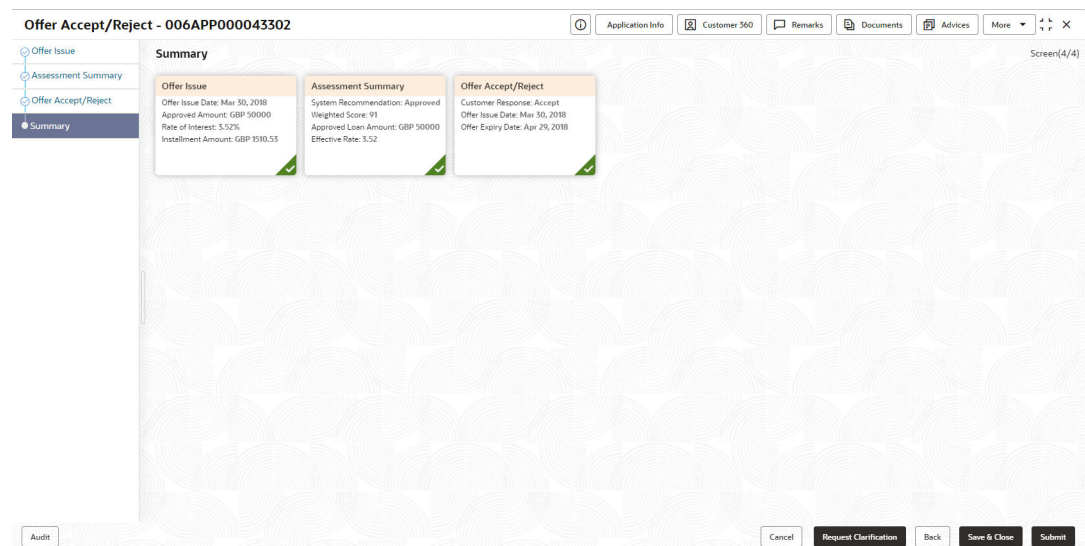 Offer Accept/Reject - 006APP000043302
Application Info
Customer 360
Remarks
Documents
Advices
More
Offer Issue
Assessment Summary
Offer Accept/Reject
Summary
Summary
Screen(4/4)
Offer Issue
Offer Issue Date: Mar 30, 2018
Approved Amount: GBP 50000
Rate of Interest: 3.52%
Installment Amount: GBP 1510.53
Assessment Summary
System Recommendation: Approved
Weighted Score: 91
Approved Loan Amount: GBP 50000
Effective Rate: 3.52
Offer Accept/Reject
Customer Response: Accept
Offer Issue Date: Mar 30, 2018
Offer Expiry Date: Apr 29, 2018
Audit
Cancel
Request Clarification
Back
Save & Close
Submit